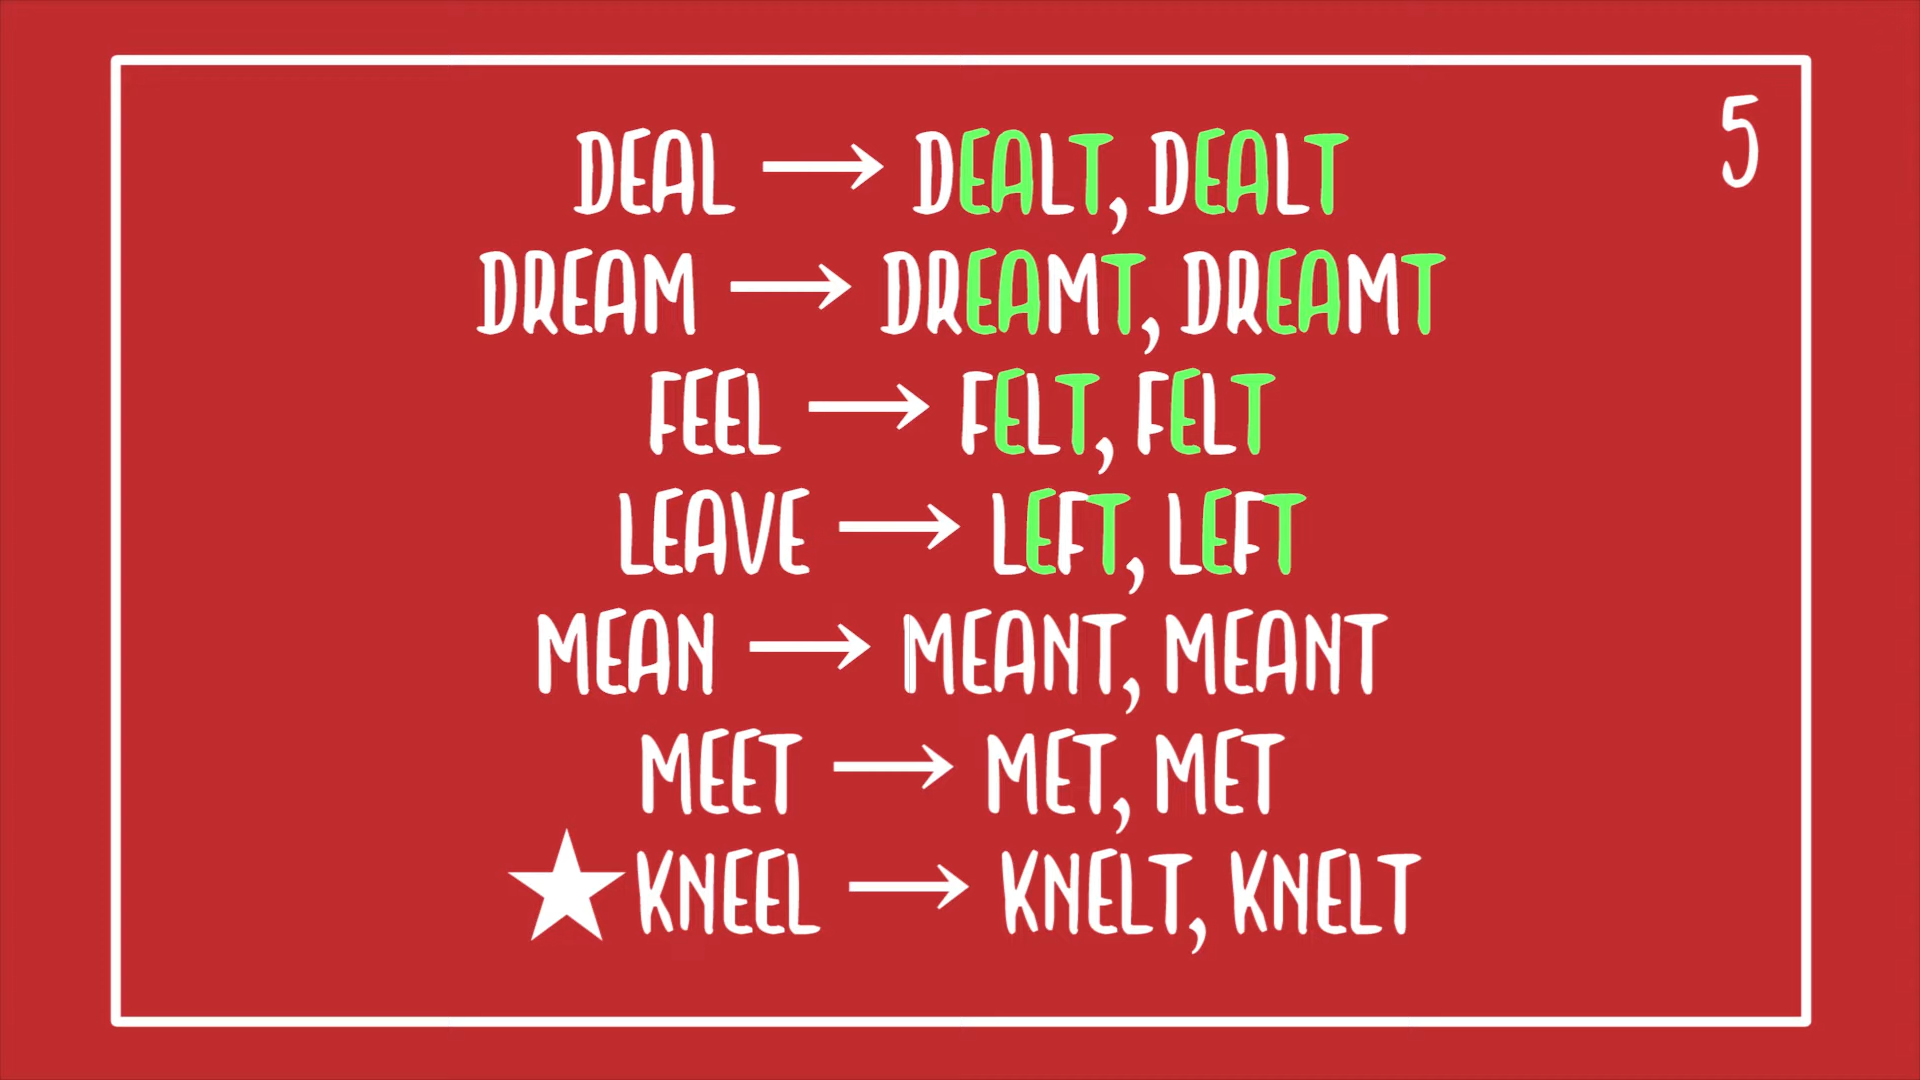 5
DEAL → DEALT, DEALT
DREAM → DREAMT, DREAMT
FEEL → FELT, FELT
LEAVE → LEFT, LEFT
MEAN → MEANT, MEANT
MEET → MET, MET
★ KNEEL → KNELT, KNELT